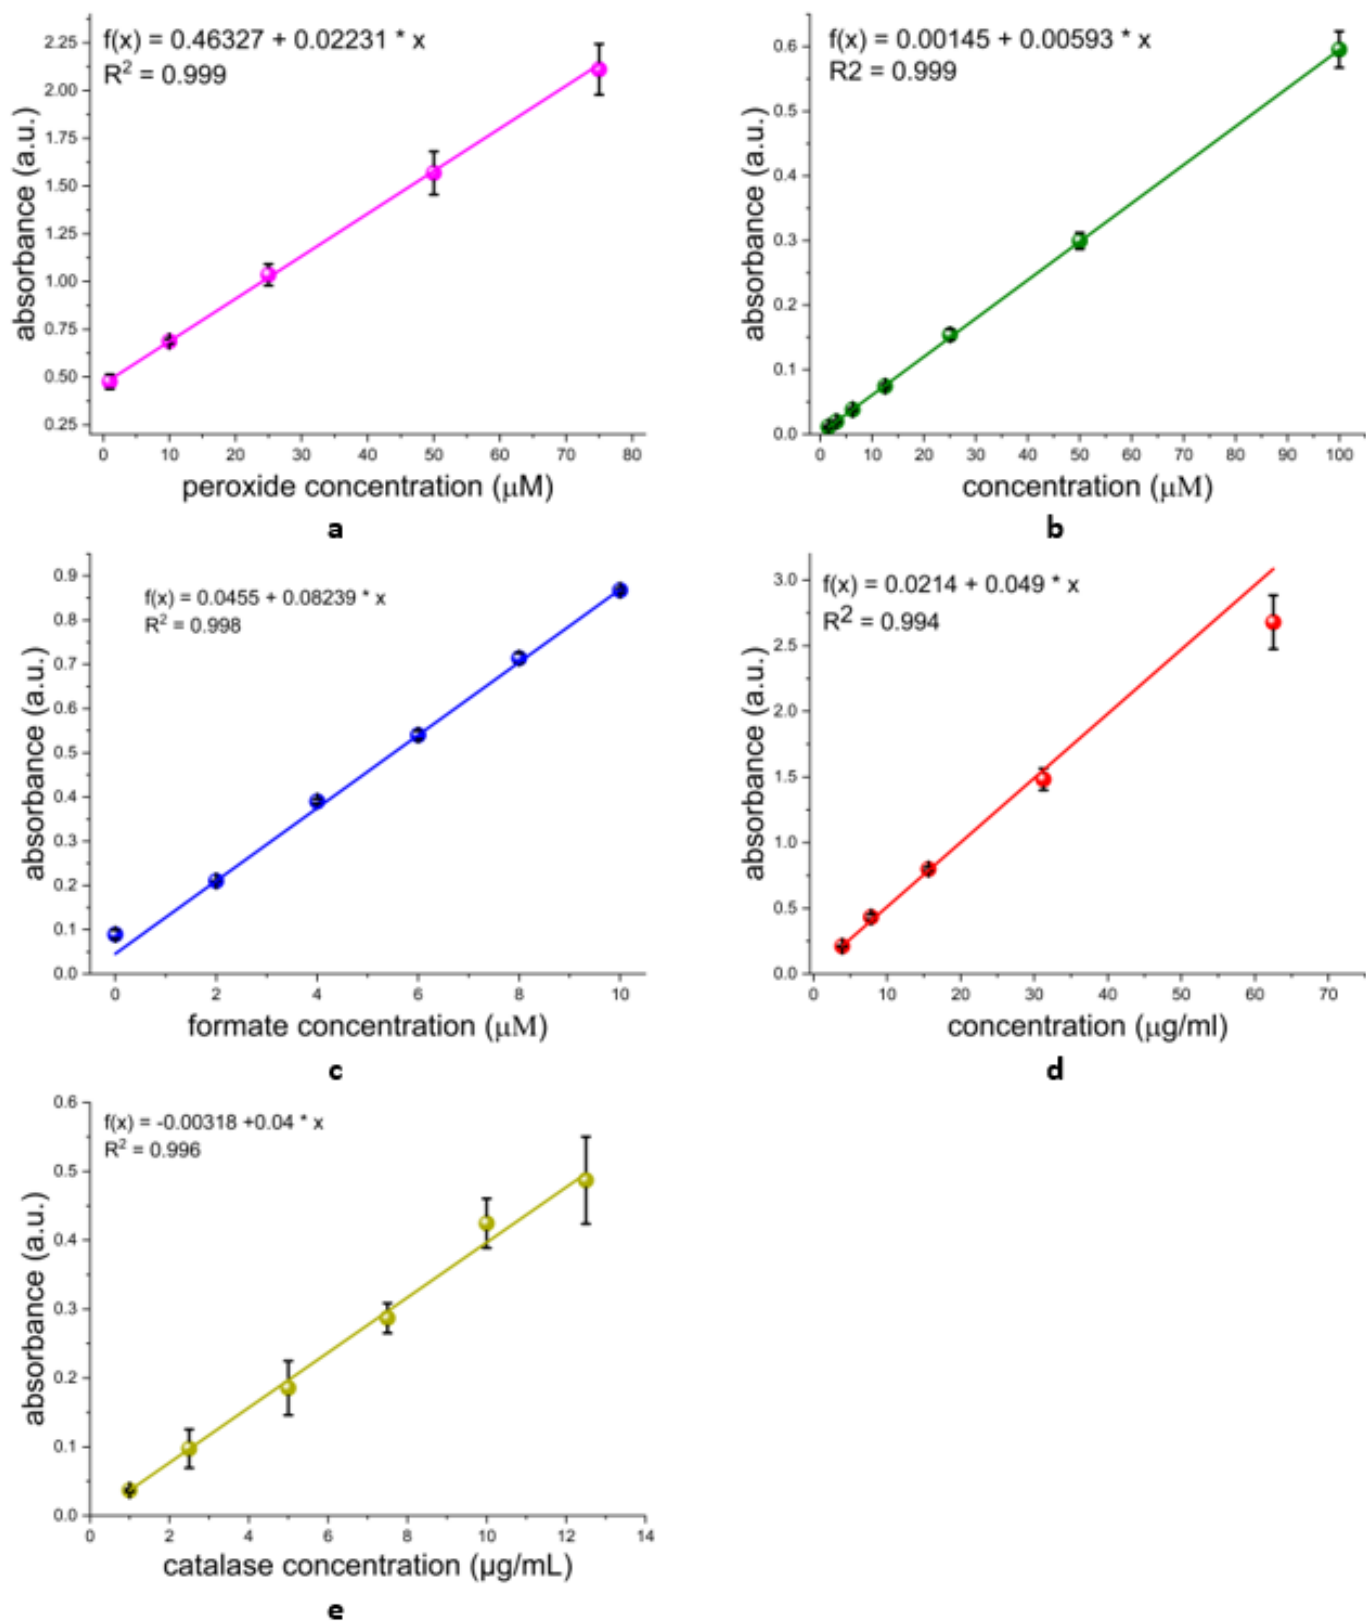 f(x) = 0.46327 + 0.02231 * x
R² = 0.999
absorbance (a.u.)
2.25
2.00
1.75
1.50
1.25
1.00
0.75
0.50
0.25
0 10 20 30 40 50 60 70 80
peroxide concentration (μM)
a
f(x) = 0.00145 + 0.00593 * x
R2 = 0.999
absorbance (a.u.)
0.6
0.5
0.4
0.3
0.2
0.1
0.0
0 10 20 30 40 50 60 70 80 90 100
concentration (μM)
b
f(x) = 0.0455 + 0.08239 * x
R² = 0.998
absorbance (a.u.)
0.9
0.8
0.7
0.6
0.5
0.4
0.3
0.2
0.1
0.0
0 2 4 6 8 10
formate concentration (μM)
c
f(x) = 0.0214 + 0.049 * x
R² = 0.994
absorbance (a.u.)
3.0
2.5
2.0
1.5
1.0
0.5
0.0
0 10 20 30 40 50 60 70
concentration (μg/ml)
d
f(x) = -0.00318 +0.04 * x
R² = 0.996
absorbance (a.u.)
0.6
0.5
0.4
0.3
0.2
0.1
0.0
0 2 4 6 8 10 12 14
catalase concentration (μg/mL)
e